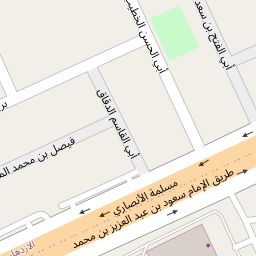 أبي الحسن الخطيب
أبي الفتح بن سعد
أبي القاسم الدقاق
فيصل بن محمد
مسلمة الأنصاري
طريق الإمام سعود بن عبد العزيز بن محمد